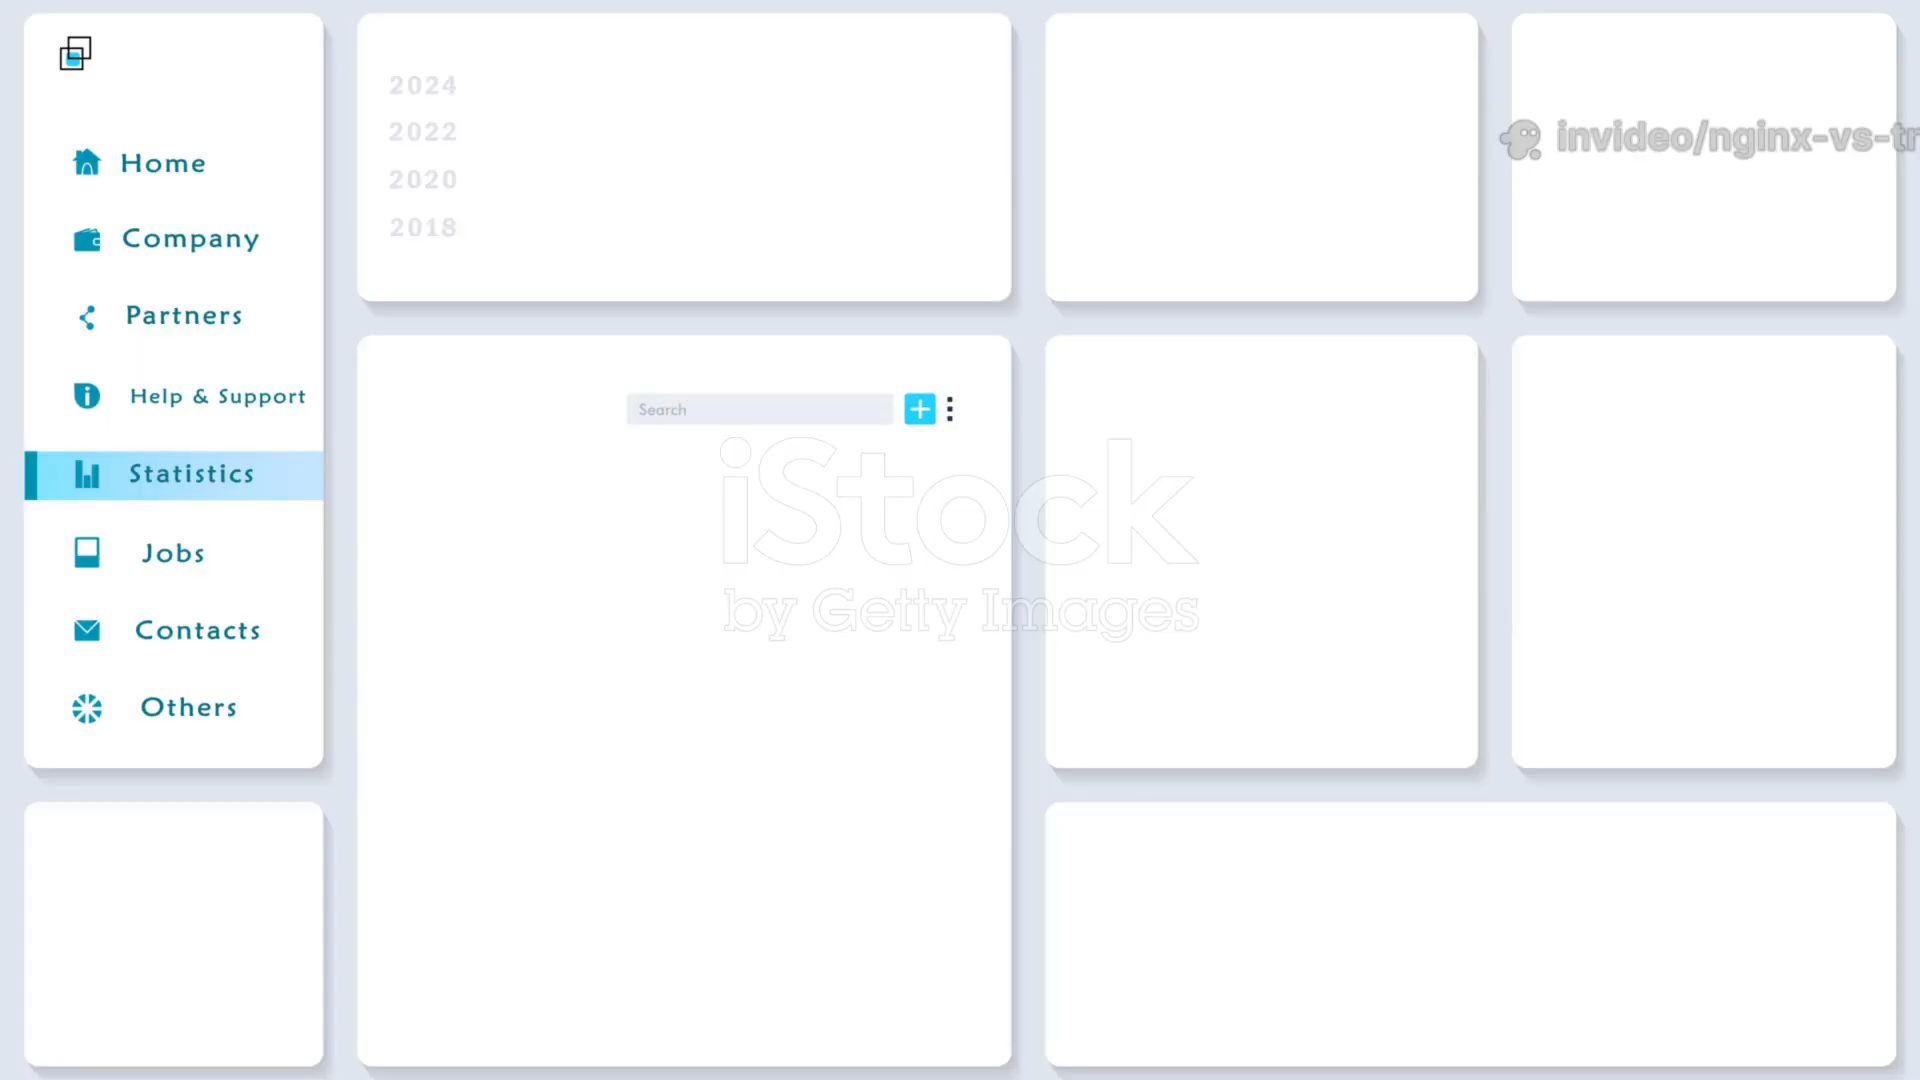 Home
Company
Partners
Help & Support
Statistics
Jobs
Contacts
Others
2024
2022
2020
2018
invideo/nginx-vs-tr
Search
iStock
by Getty Images